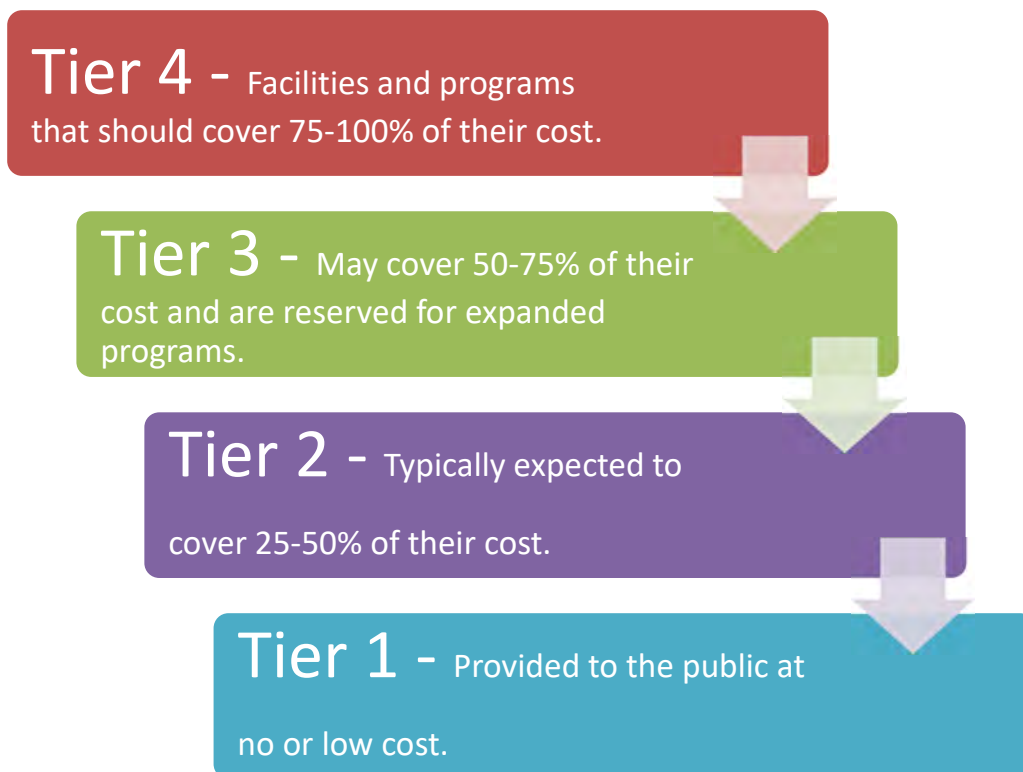 Tier 4 - Facilities and programs
that should cover 75-100% of their cost.
Tier 3 - May cover 50-75% of their
cost and are reserved for expanded
programs.
Tier 2 - Typically expected to
cover 25-50% of their cost.
Tier 1 - Provided to the public at
no or low cost.